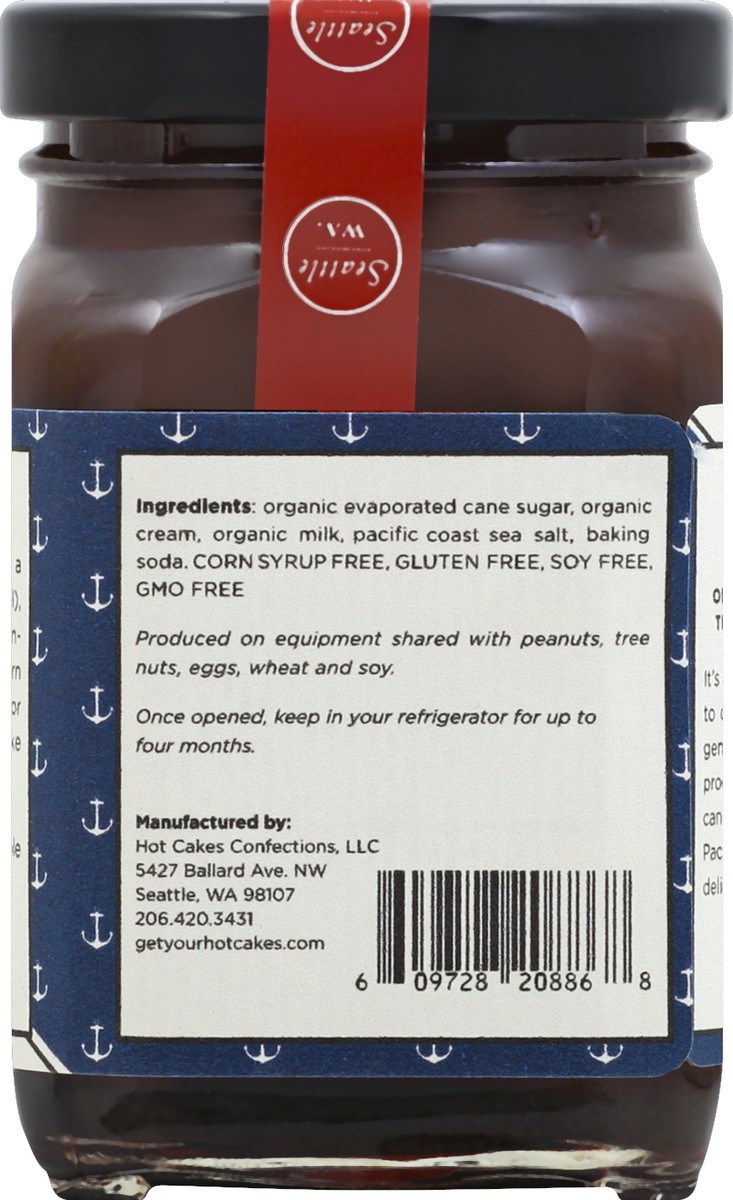 Seattle
Seattle
WA.
Ingredients: organic evaporated cane sugar, organic
cream, organic milk, pacific coast sea salt, baking
soda. CORN SYRUP FREE, GLUTEN FREE, SOY FREE,
GMO FREE
Produced on equipment shared with peanuts, tree
nuts, eggs, wheat and soy.
Once opened, keep in your refrigerator for up to
four months.
Manufactured by:
Hot Cakes Confections, LLC
5427 Ballard Ave. NW
Seattle, WA 98107
206.420.3431
getyourhotcakes.com
6 09728 20886 8
a
It's
to